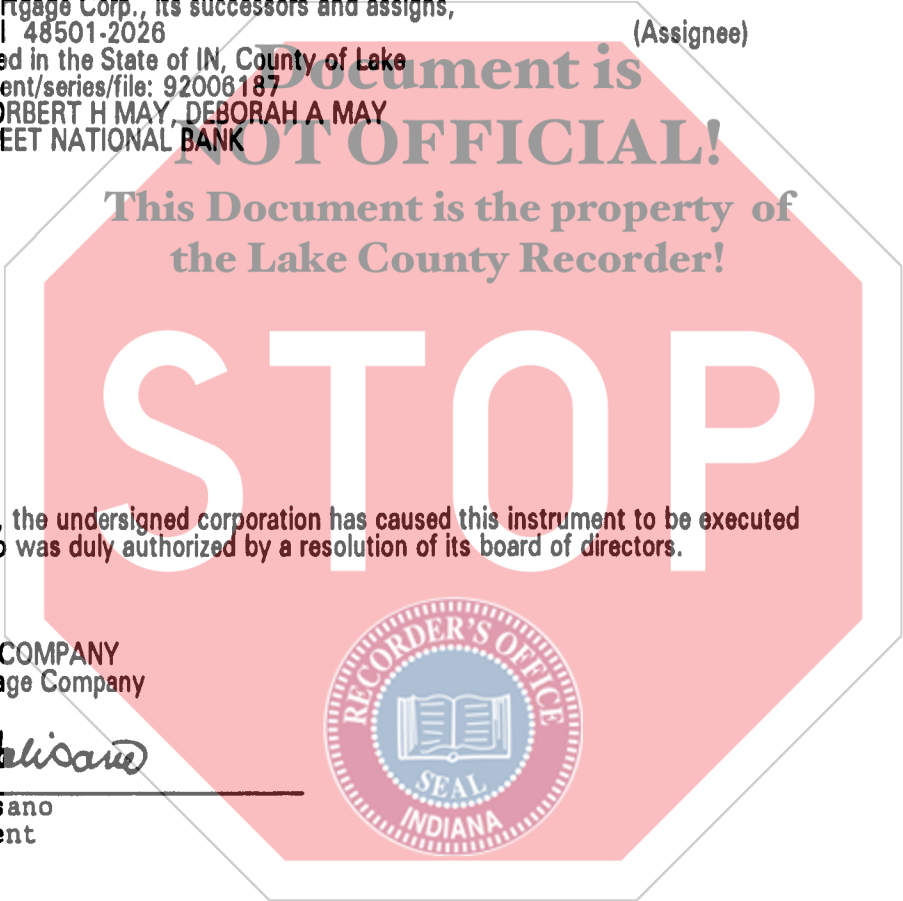 rtgage Corp., its successors and assigns,
48501-2026 (Assignee)
ed in the State of IN, County of Lake
ent/series/file: 92006187
ORBERT H MAY, DEBORAH A MAY
EET NATIONAL BANK
Document is
NOT OFFICIAL!
This Document is the property of
the Lake County Recorder!
STOP
, the undersigned corporation has caused this instrument to be executed
o was duly authorized by a resolution of its board of directors.
COMPANY
age Company
alisano
sano
ent
RECORDER'S OFFICE
SEAL
INDIANA